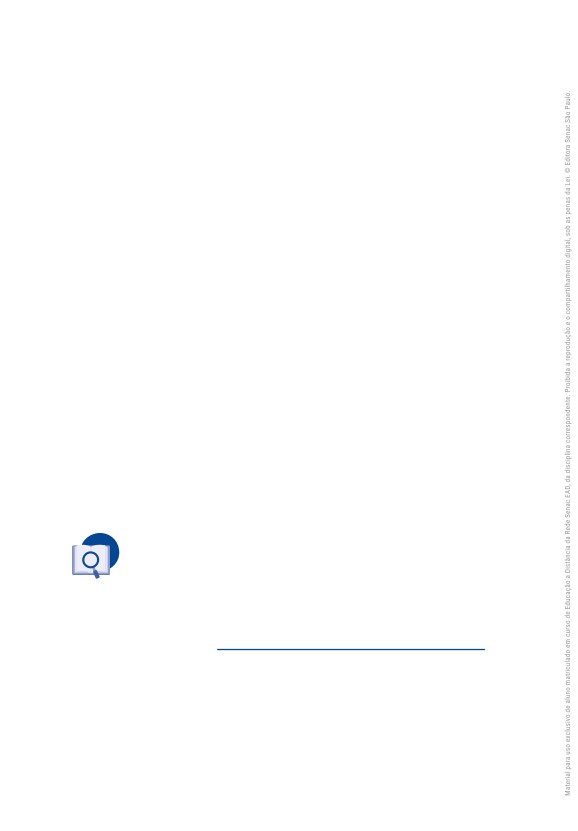 Material para uso exclusivo de aluno matriculado em curso de Educação a Distância da Rede Senac EAD, da disciplina correspondente. Proibida a reprodução e o compartilhamento digital, sob as penas da Lei. © Editora Senac São Paulo.